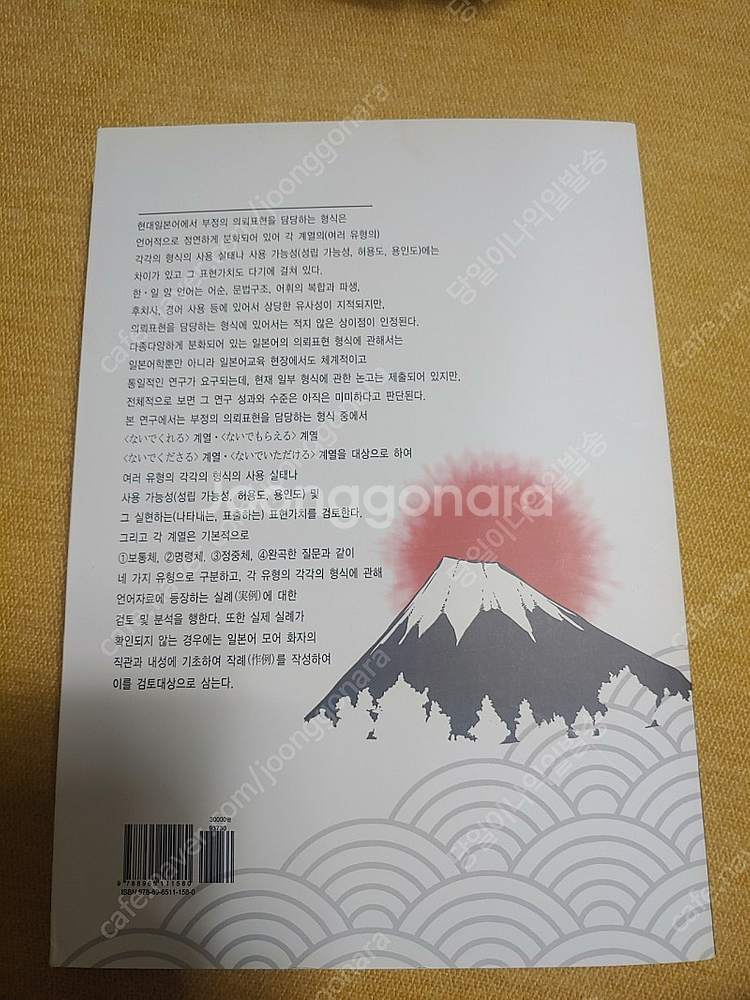 현대일본어에서 부정의 의뢰표현을 담당하는 형식은
언어적으로 정연하게 분화되어 있어 각 계열의(여러 유형의)
각각의 형식의 사용 실태나 사용 가능성(성립 가능성, 허용도, 용인도)에는
차이가 있고 그 표현가치도 다기에 걸쳐 있다.
한·일 양 언어는 어순, 문법구조, 어휘의 복합과 파생,
후치사, 경어 사용 등에 있어서 상당한 유사성이 지적되지만,
의뢰표현을 담당하는 형식에 있어서는 적지 않은 상이점이 인정된다.
다종다양하게 분화되어 있는 일본어의 의뢰표현 형식에 관해서는
일본어학뿐만 아니라 일본어교육 현장에서도 체계적이고
통일적인 연구가 요구되는데, 현재 일부 형식에 관한 논고는 제출되어 있지만,
전체적으로 보면 그 연구 성과와 수준은 아직은 미미하다고 판단된다.
본 연구에서는 부정의 의뢰표현을 담당하는 형식 중에서
〈ないでくれる〉 계열·〈ないでもらえる〉 계열
〈ないでくださる〉 계열·〈ないでいただける〉 계열을 대상으로 하여
여러 유형의 각각의 형식의 사용 실태나
사용 가능성(성립 가능성, 허용도, 용인도) 및
그 실현하는(나타내는, 표출하는) 표현가치를 검토한다.
그리고 각 계열은 기본적으로
①보통체, ②명령체, ③정중체, ④완곡한 질문과 같이
네 가지 유형으로 구분하고, 각 유형의 각각의 형식에 관해
언어자료에 등장하는 실례(実例)에 대한
검토 및 분석을 행한다. 또한 실제 실례가
확인되지 않는 경우에는 일본어 모어 화자의
직관과 내성에 기초하여 작례(作例)를 작성하여
이를 검토대상으로 삼는다.
Joonggonara
cafe.naver.com/joonggonara
당일이나익일발송
30000원
93730
9 788965 111580
ISBN 978-89-6511-158-0